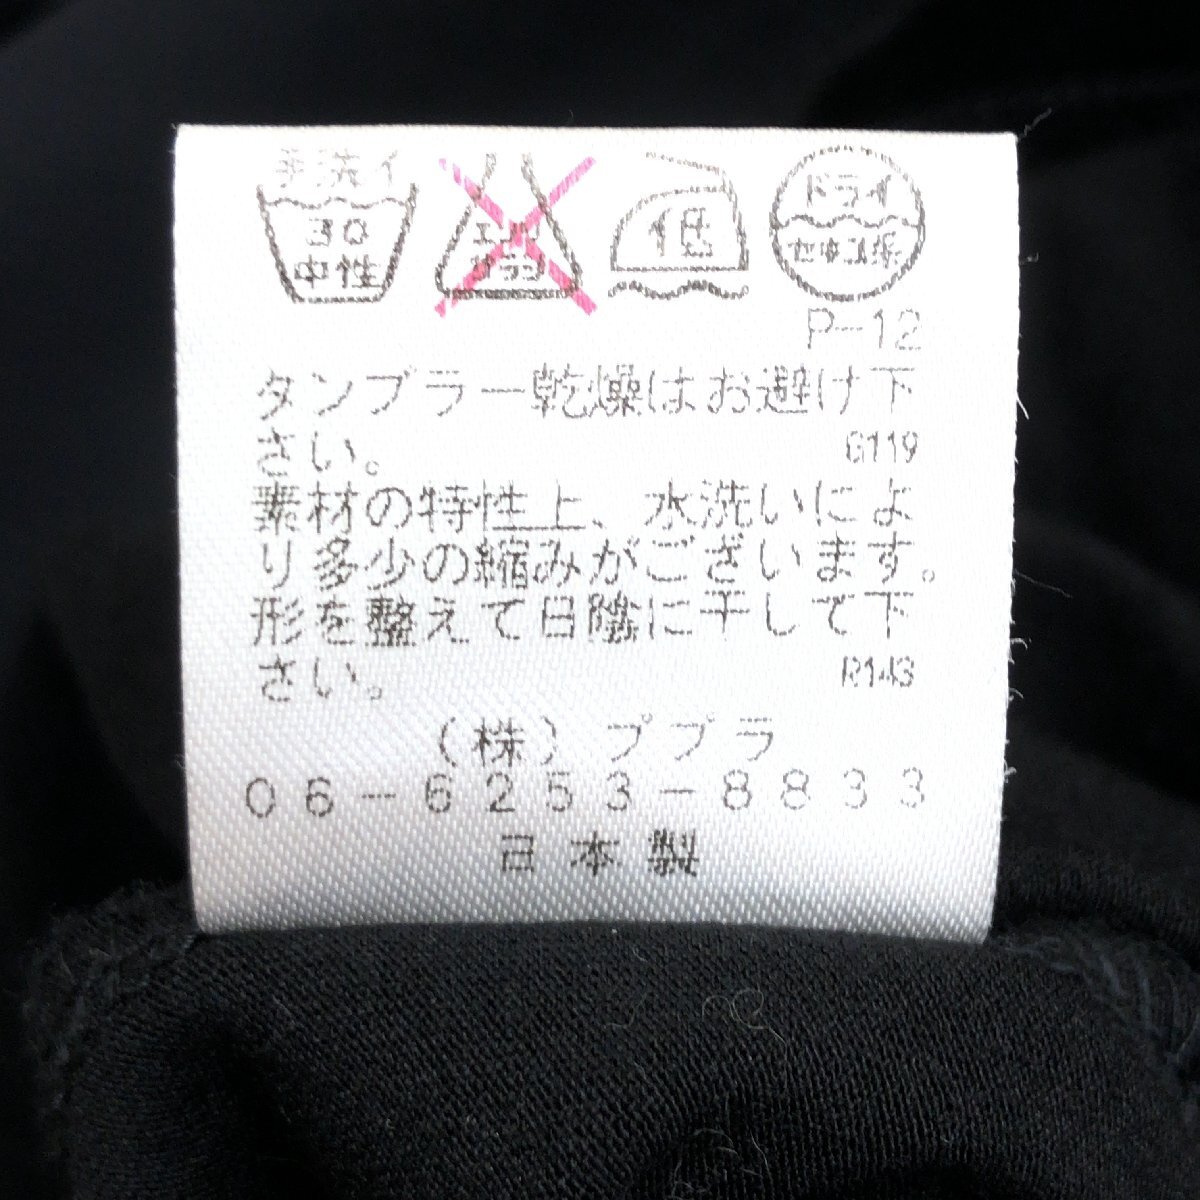 手洗イ
30
中性
エンソ
サラシ
低
ドライ
セキユ系
P-12
タンブラー乾燥はお避け下
さい。
G119
素材の特性上、水洗いによ
り多少の縮みがございます。
形を整えて日陰に干して下
さい。
R143
(株)ププラ
06-6253-8833
日本製